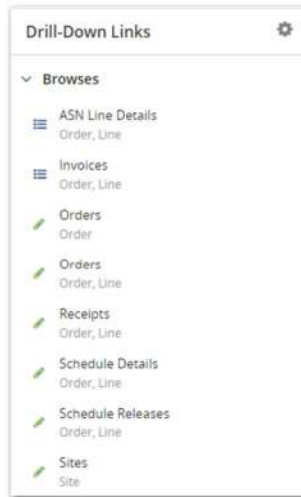 Drill-Down Links
Browses
ASN Line Details
Order, Line
Invoices
Order, Line
Orders
Order
Orders
Order, Line
Receipts
Order, Line
Schedule Details
Order, Line
Schedule Releases
Order, Line
Sites
Site